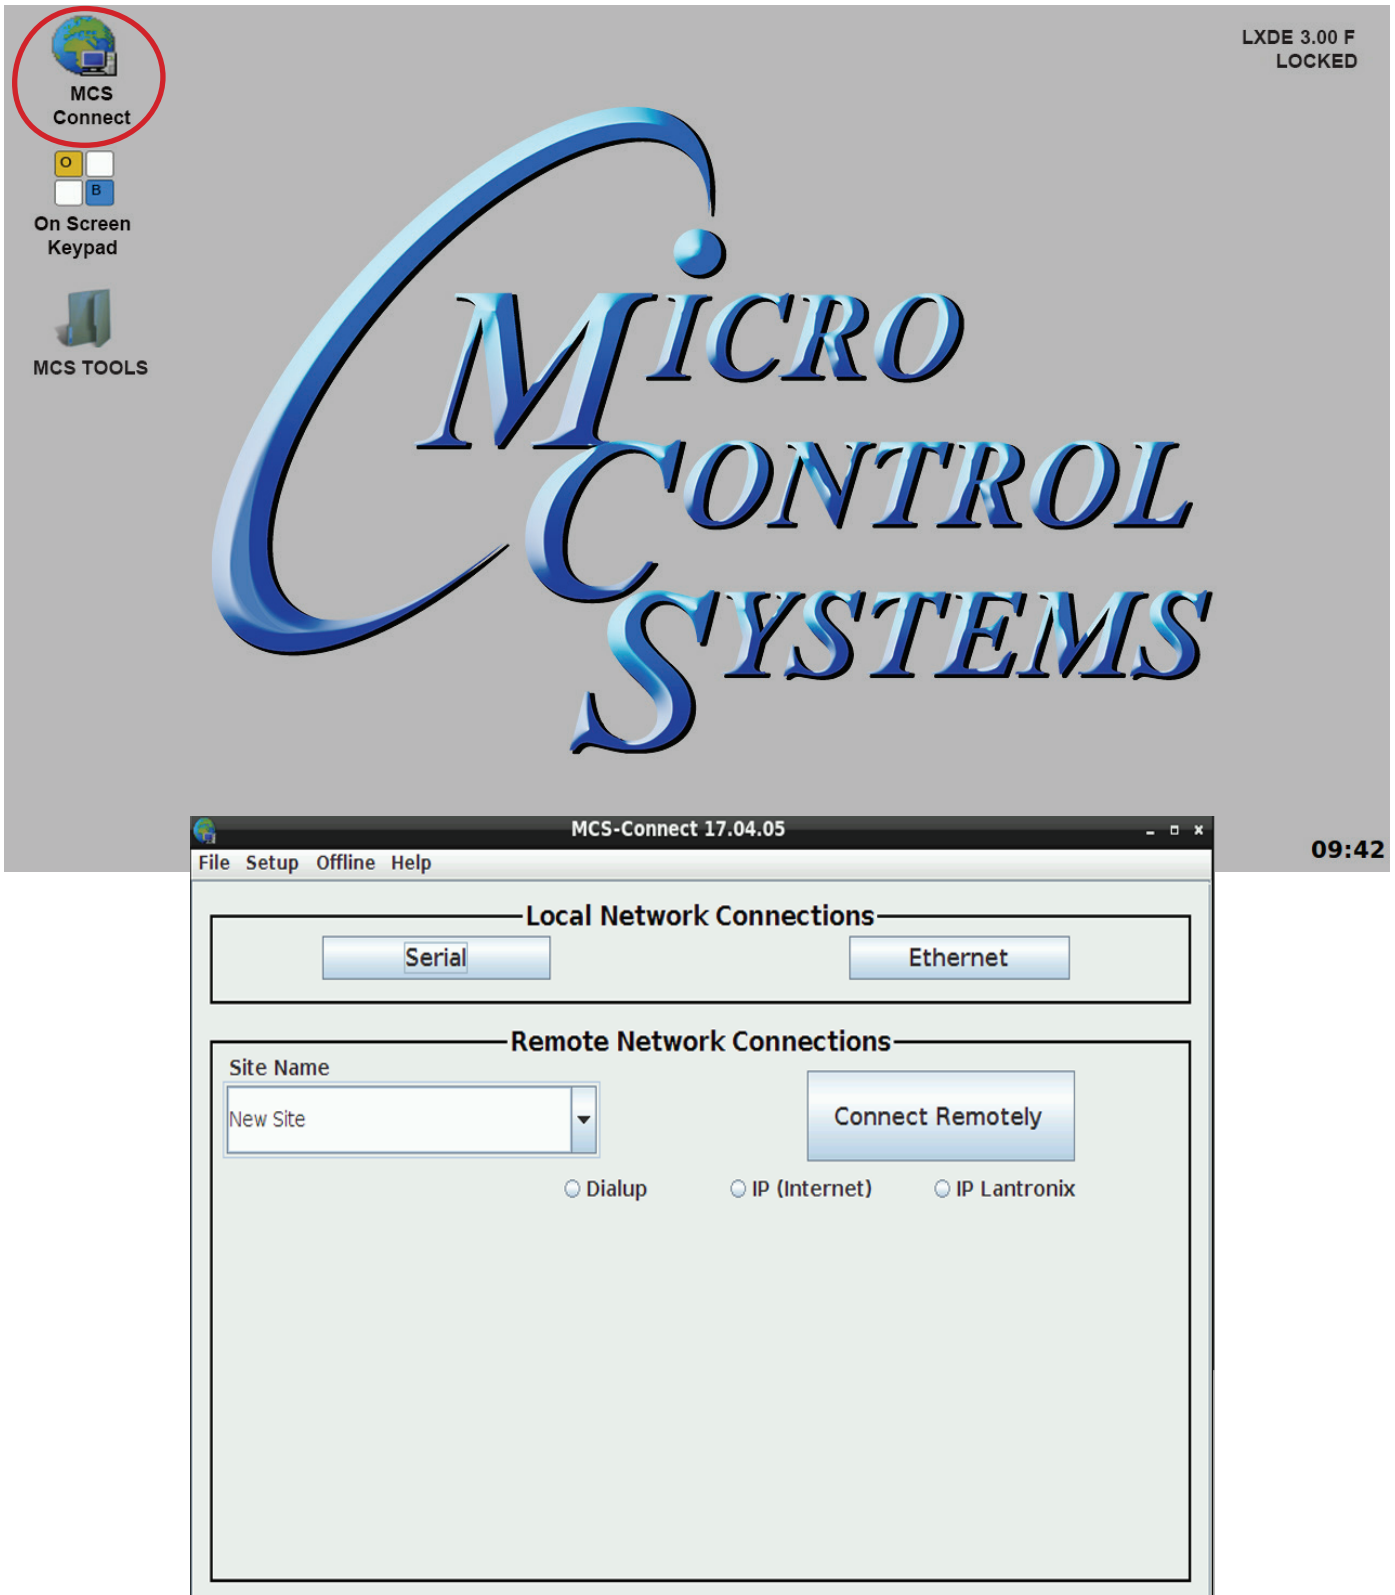 MCS
Connect
O
B
On Screen
Keypad
MCS TOOLS
LXDE 3.00 F
LOCKED
MICRO
CONTROL
SYSTEMS
09:42
MCS-Connect 17.04.05
File Setup Offline Help
Local Network Connections
Serial Ethernet
Remote Network Connections
Site Name
New Site
Connect Remotely
Dialup IP (Internet) IP Lantronix